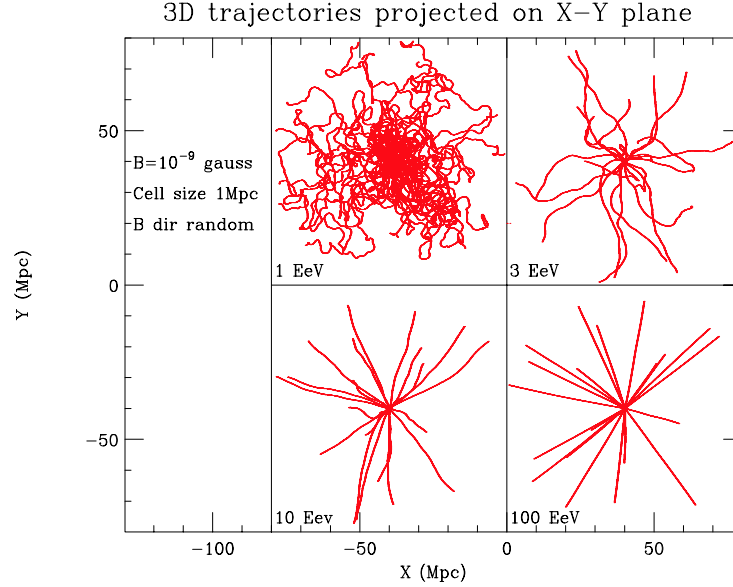 3D trajectories projected on X-Y plane
50
B=10⁻⁹ gauss
Cell size 1Mpc
B dir random
1 EeV
3 EeV
0
Y (Mpc)
-50
10 Eev
100 EeV
-100
-50
0
50
X (Mpc)